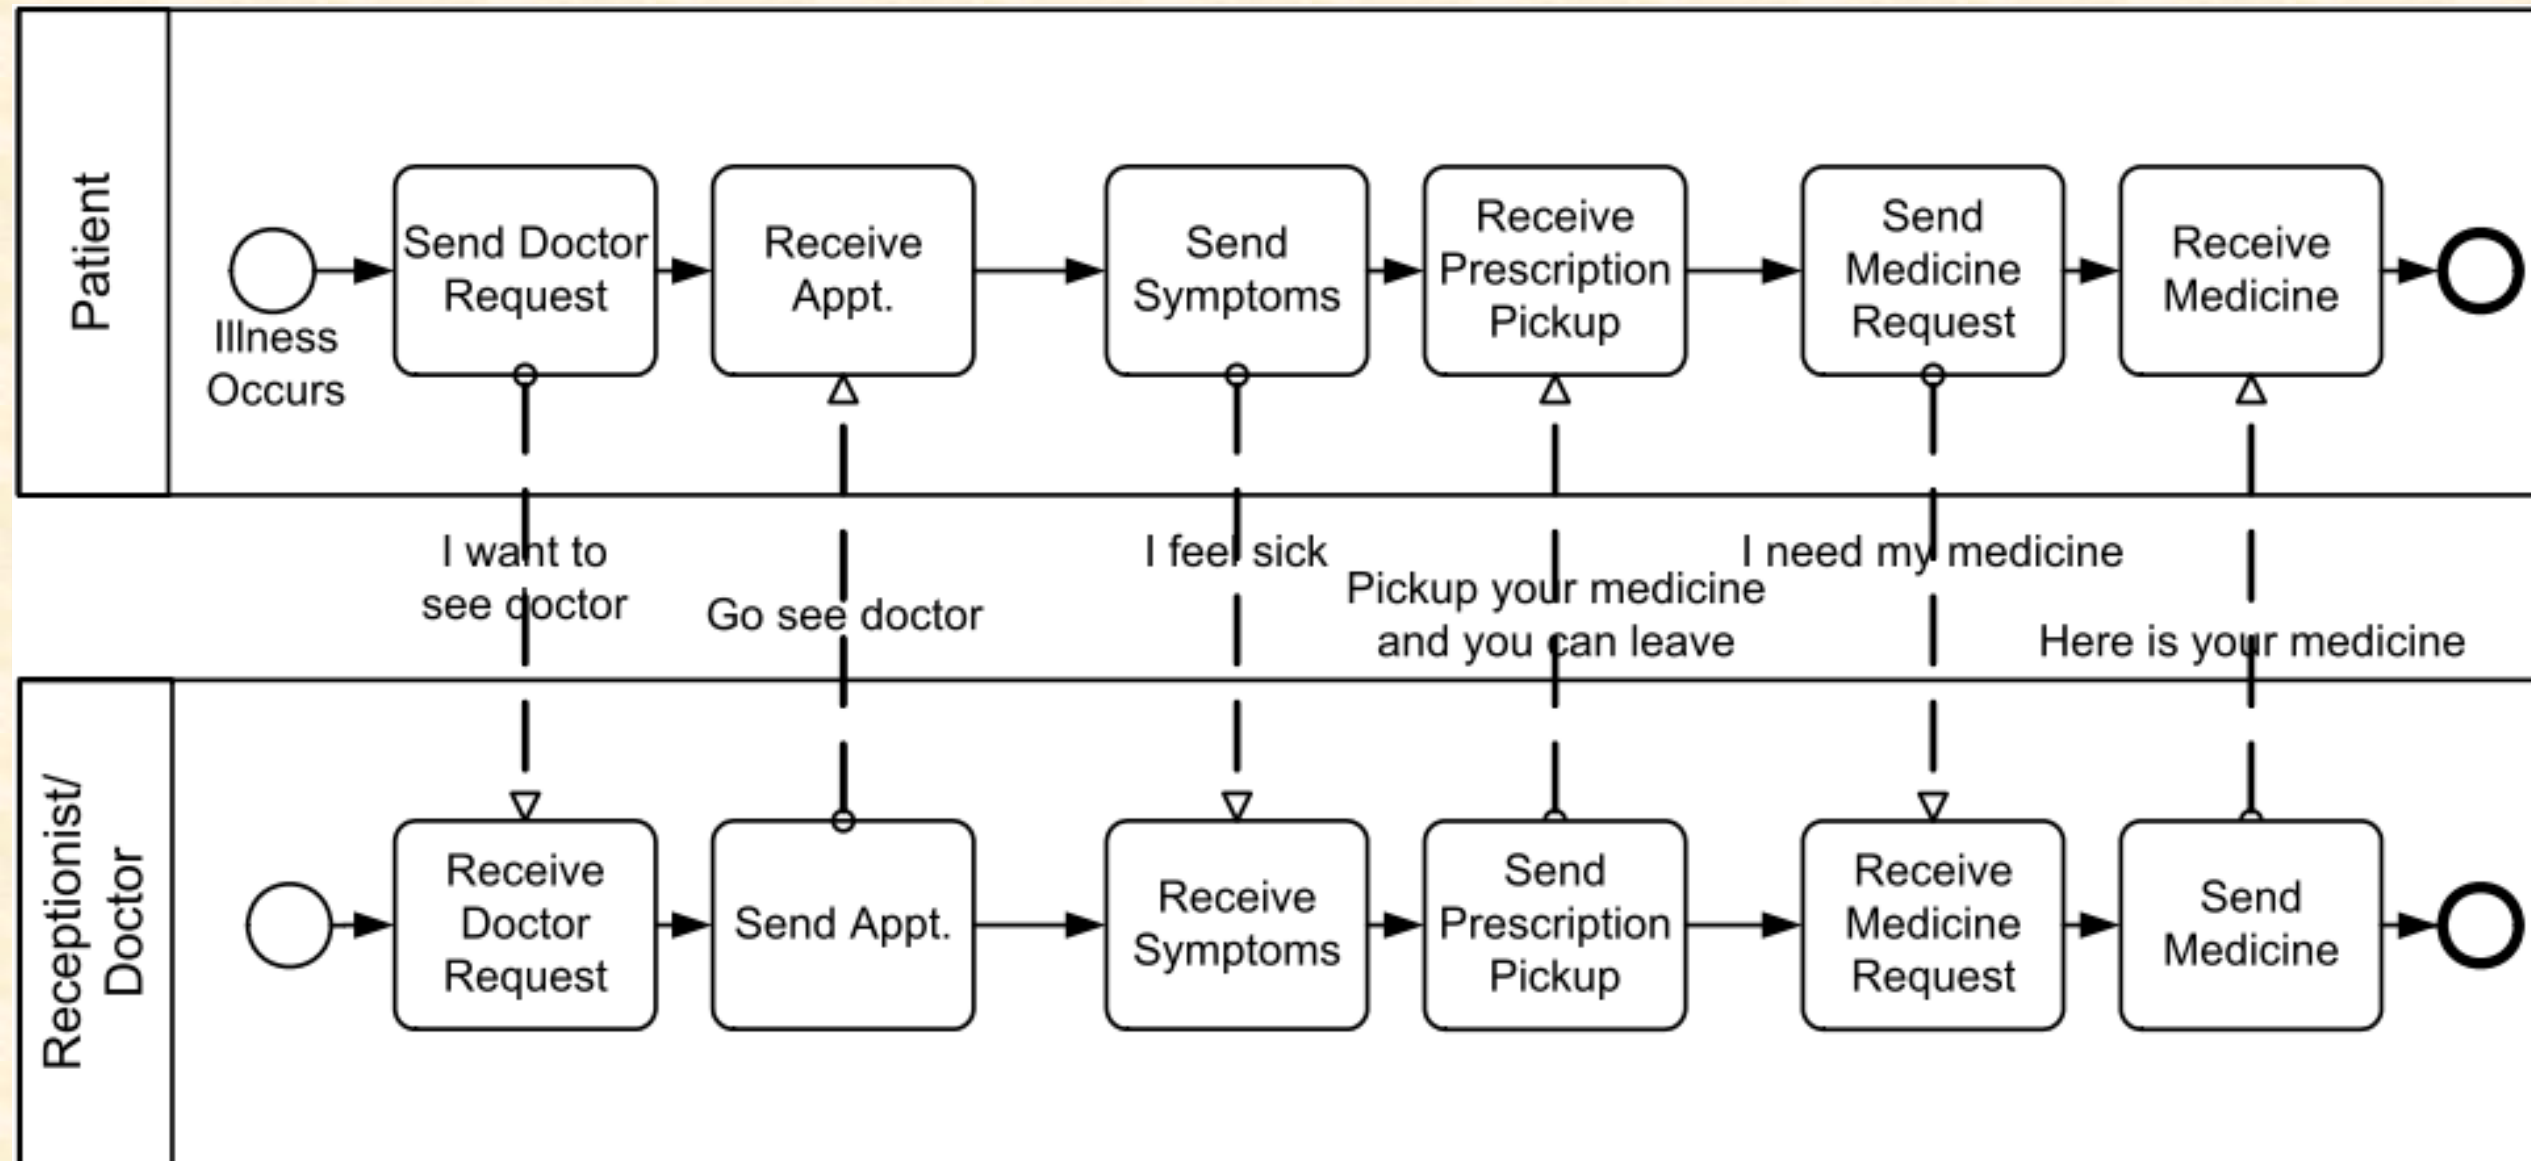 Patient
Illness
Occurs
Send Doctor
Request
Receive
Appt.
Send
Symptoms
Receive
Prescription
Pickup
Send
Medicine
Request
Receive
Medicine
I want to
see doctor
Go see doctor
I feel sick
Pickup your medicine
and you can leave
I need my medicine
Here is your medicine
Receptionist/
Doctor
Receive
Doctor
Request
Send Appt.
Receive
Symptoms
Send
Prescription
Pickup
Receive
Medicine
Request
Send
Medicine